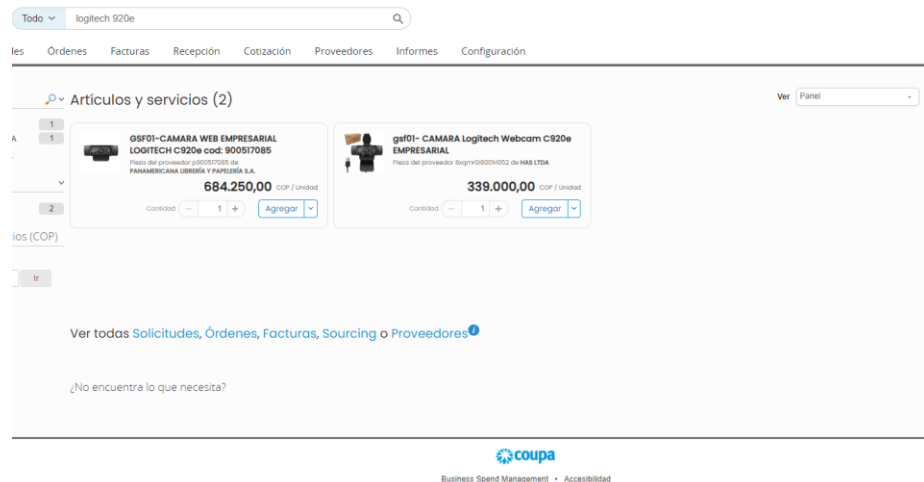 Todo
logitech 920e
les
Órdenes
Facturas
Recepción
Cotización
Proveedores
Informes
Configuración
Artículos y servicios (2)
Ver
Panel
1
A
1
2
ios (COP)
Ir
GSF01-CAMARA WEB EMPRESARIAL
LOGITECH C920e cod: 900517085
Pieza del proveedor p900517085 de
PANAMERICANA LIBRERÍA Y PAPELERÍA S.A.
684.250,00 COP / Unidad
Cantidad − 1 + Agregar
gsf01- CAMARA Logitech Webcam C920e
EMPRESARIAL
Pieza del proveedor de HAS LTDA
339.000,00 COP / Unidad
Cantidad − 1 + Agregar
Ver todas Solicitudes, Órdenes, Facturas, Sourcing o Proveedores
¿No encuentra lo que necesita?
coupa
Business Spend Management • Accesibilidad